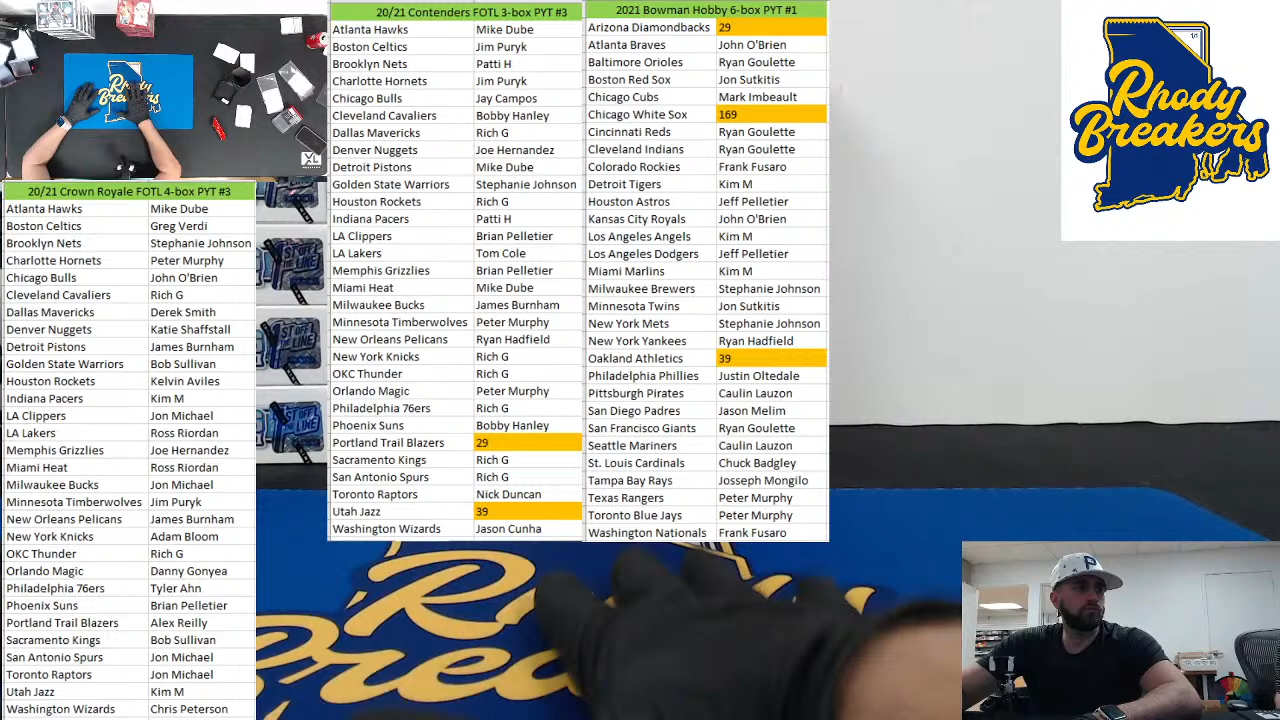 20/21 Contenders FOTL 3-box PYT #3
Atlanta Hawks Mike Dube
Boston Celtics Jim Puryk
Brooklyn Nets Patti H
Charlotte Hornets Jim Puryk
Chicago Bulls Jay Campos
Cleveland Cavaliers Bobby Hanley
Dallas Mavericks Rich G
Denver Nuggets Joe Hernandez
Detroit Pistons Mike Dube
Golden State Warriors Stephanie Johnson
Houston Rockets Rich G
Indiana Pacers Patti H
LA Clippers Brian Pelletier
LA Lakers Tom Cole
Memphis Grizzlies Brian Pelletier
Miami Heat Mike Dube
Milwaukee Bucks James Burnham
Minnesota Timberwolves Peter Murphy
New Orleans Pelicans Ryan Hadfield
New York Knicks Rich G
OKC Thunder Rich G
Orlando Magic Peter Murphy
Philadelphia 76ers Rich G
Phoenix Suns Bobby Hanley
Portland Trail Blazers 29
Sacramento Kings Rich G
San Antonio Spurs Rich G
Toronto Raptors Nick Duncan
Utah Jazz 39
Washington Wizards Jason Cunha
2021 Bowman Hobby 6-box PYT #1
Arizona Diamondbacks 29
Atlanta Braves John O'Brien
Baltimore Orioles Ryan Goulette
Boston Red Sox Jon Sutkitis
Chicago Cubs Mark Imbeault
Chicago White Sox 169
Cincinnati Reds Ryan Goulette
Cleveland Indians Ryan Goulette
Colorado Rockies Frank Fusaro
Detroit Tigers Kim M
Houston Astros Jeff Pelletier
Kansas City Royals John O'Brien
Los Angeles Angels Kim M
Los Angeles Dodgers Jeff Pelletier
Miami Marlins Kim M
Milwaukee Brewers Stephanie Johnson
Minnesota Twins Jon Sutkitis
New York Mets Stephanie Johnson
New York Yankees Ryan Hadfield
Oakland Athletics 39
Philadelphia Phillies Justin Oltedale
Pittsburgh Pirates Caulin Lauzon
San Diego Padres Jason Melim
San Francisco Giants Ryan Goulette
Seattle Mariners Caulin Lauzon
St. Louis Cardinals Chuck Badgley
Tampa Bay Rays Josseph Mongilo
Texas Rangers Peter Murphy
Toronto Blue Jays Peter Murphy
Washington Nationals Frank Fusaro
Rhody
Breakers
XL
20/21 Crown Royale FOTL 4-box PYT #3
Atlanta Hawks Mike Dube
Boston Celtics Greg Verdi
Brooklyn Nets Stephanie Johnson
Charlotte Hornets Peter Murphy
Chicago Bulls John O'Brien
Cleveland Cavaliers Rich G
Dallas Mavericks Derek Smith
Denver Nuggets Katie Shaffstall
Detroit Pistons James Burnham
Golden State Warriors Bob Sullivan
Houston Rockets Kelvin Aviles
Indiana Pacers Kim M
LA Clippers Jon Michael
LA Lakers Ross Riordan
Memphis Grizzlies Joe Hernandez
Miami Heat Ross Riordan
Milwaukee Bucks Jon Michael
Minnesota Timberwolves Jim Puryk
New Orleans Pelicans James Burnham
New York Knicks Adam Bloom
OKC Thunder Rich G
Orlando Magic Danny Gonyea
Philadelphia 76ers Tyler Ahn
Phoenix Suns Brian Pelletier
Portland Trail Blazers Alex Reilly
Sacramento Kings Bob Sullivan
San Antonio Spurs Jon Michael
Toronto Raptors Jon Michael
Utah Jazz Kim M
Washington Wizards Chris Peterson